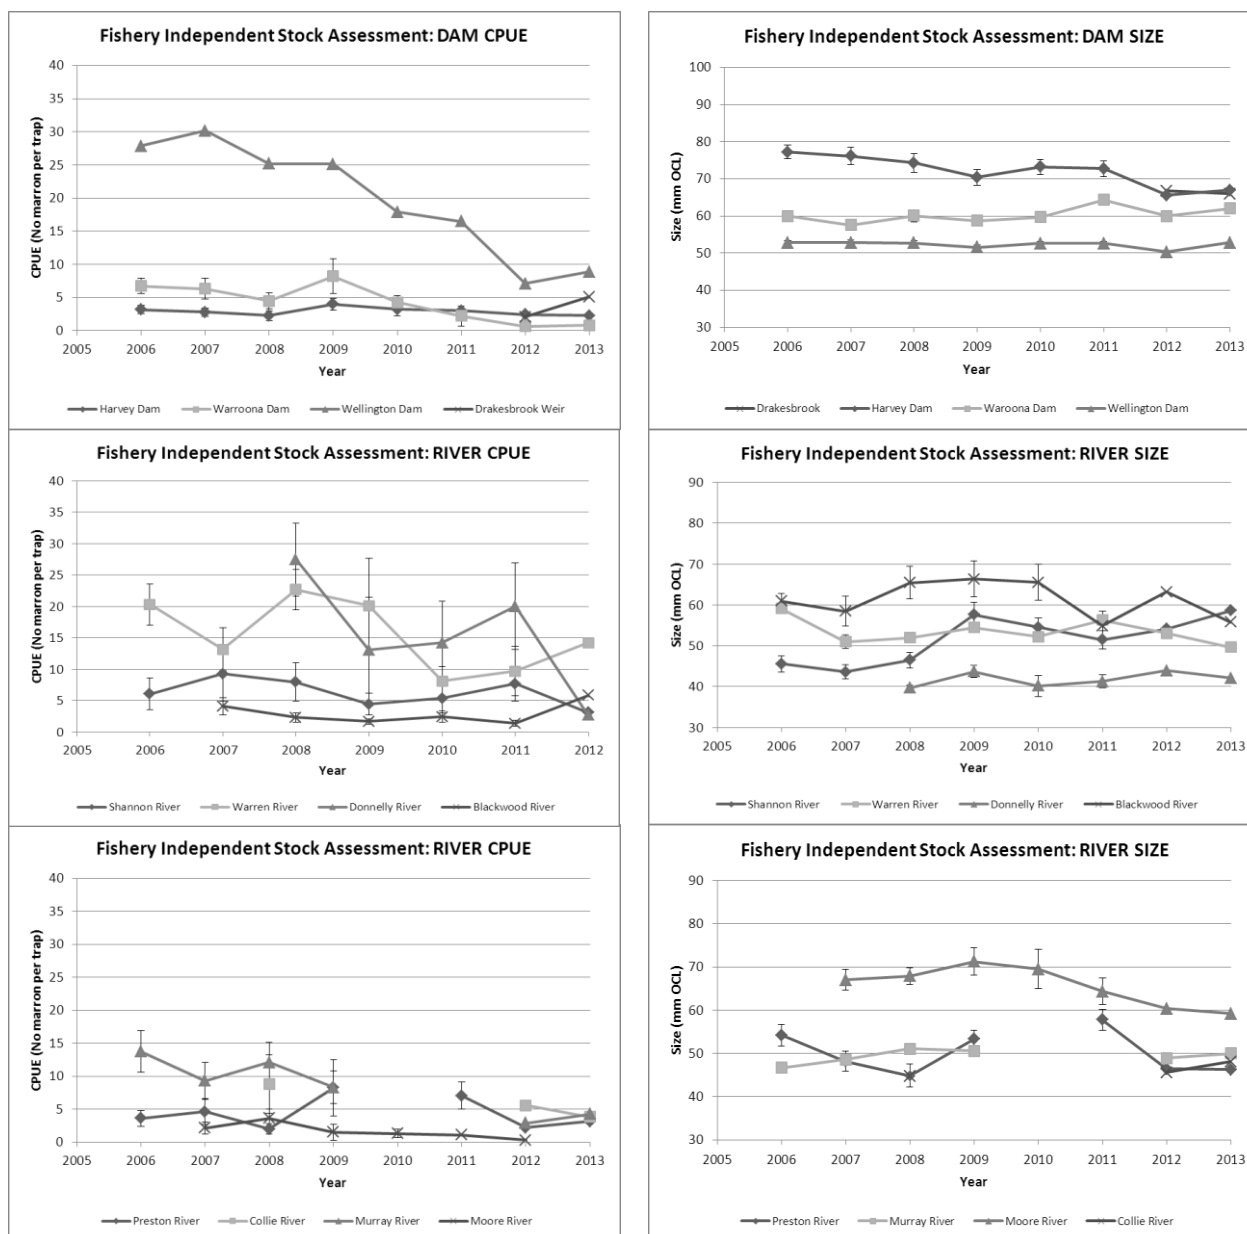 Fishery Independent Stock Assessment: DAM CPUE
CPUE (No marron per trap)
40
35
30
25
20
15
10
5
0
2005 2006 2007 2008 2009 2010 2011 2012 2013
Year
Harvey Dam Warroona Dam Wellington Dam Drakesbrook Weir
Fishery Independent Stock Assessment: DAM SIZE
Size (mm OCL)
100
90
80
70
60
50
40
30
2005 2006 2007 2008 2009 2010 2011 2012 2013
Year
Drakesbrook Harvey Dam Waroona Dam Wellington Dam
Fishery Independent Stock Assessment: RIVER CPUE
CPUE (No marron per trap)
40
35
30
25
20
15
10
5
0
2005 2006 2007 2008 2009 2010 2011 2012
Year
Shannon River Warren River Donnelly River Blackwood River
Fishery Independent Stock Assessment: RIVER SIZE
Size (mm OCL)
90
80
70
60
50
40
30
2005 2006 2007 2008 2009 2010 2011 2012 2013
Year
Shannon River Warren River Donnelly River Blackwood River
Fishery Independent Stock Assessment: RIVER CPUE
CPUE (No marron per trap)
40
35
30
25
20
15
10
5
0
2005 2006 2007 2008 2009 2010 2011 2012 2013
Year
Preston River Collie River Murray River Moore River
Fishery Independent Stock Assessment: RIVER SIZE
Size (mm OCL)
90
80
70
60
50
40
30
2005 2006 2007 2008 2009 2010 2011 2012 2013
Year
Preston River Murray River Moore River Collie River